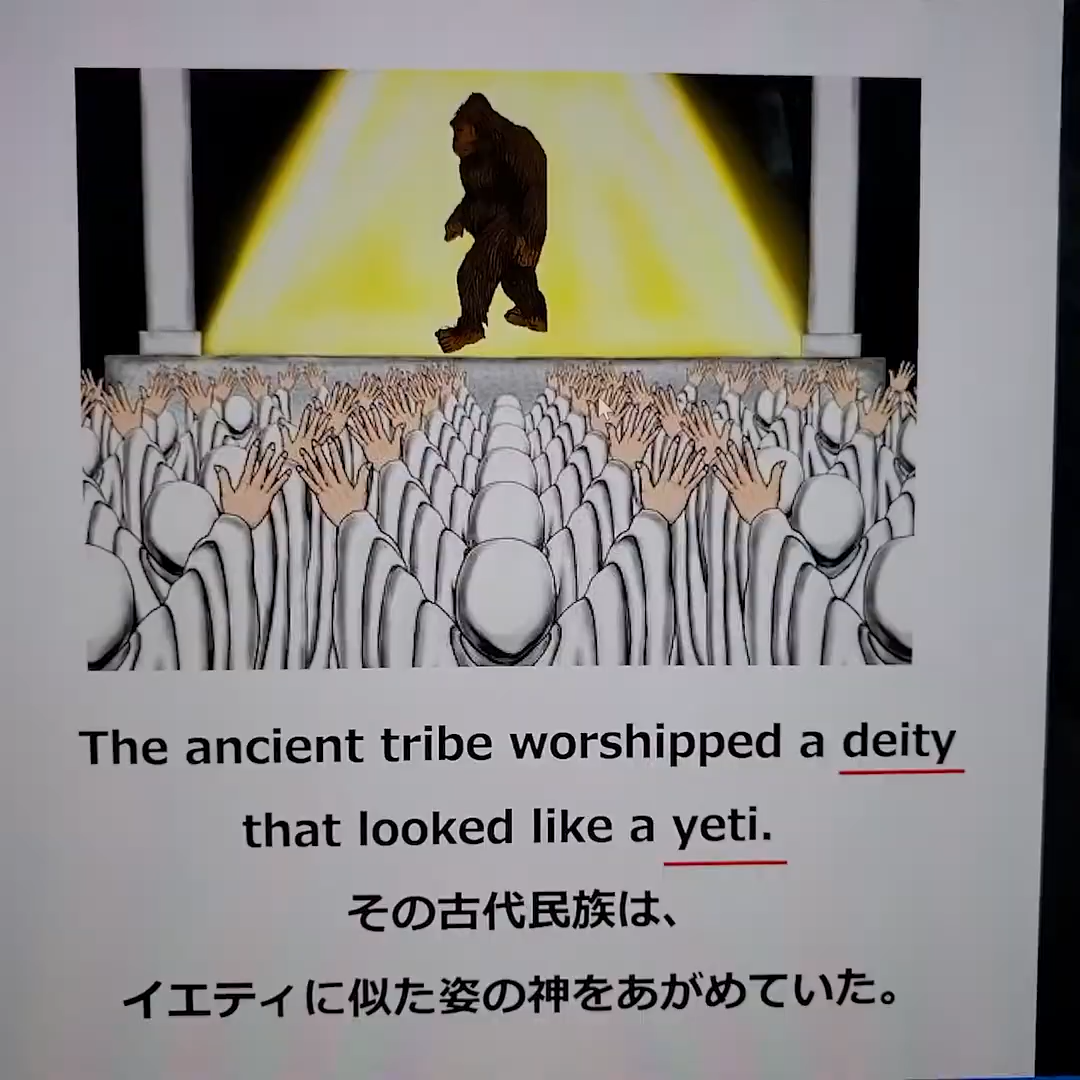 The ancient tribe worshipped a deity
that looked like a yeti.
その古代民族は、
イエティに似た姿の神をあがめていた。